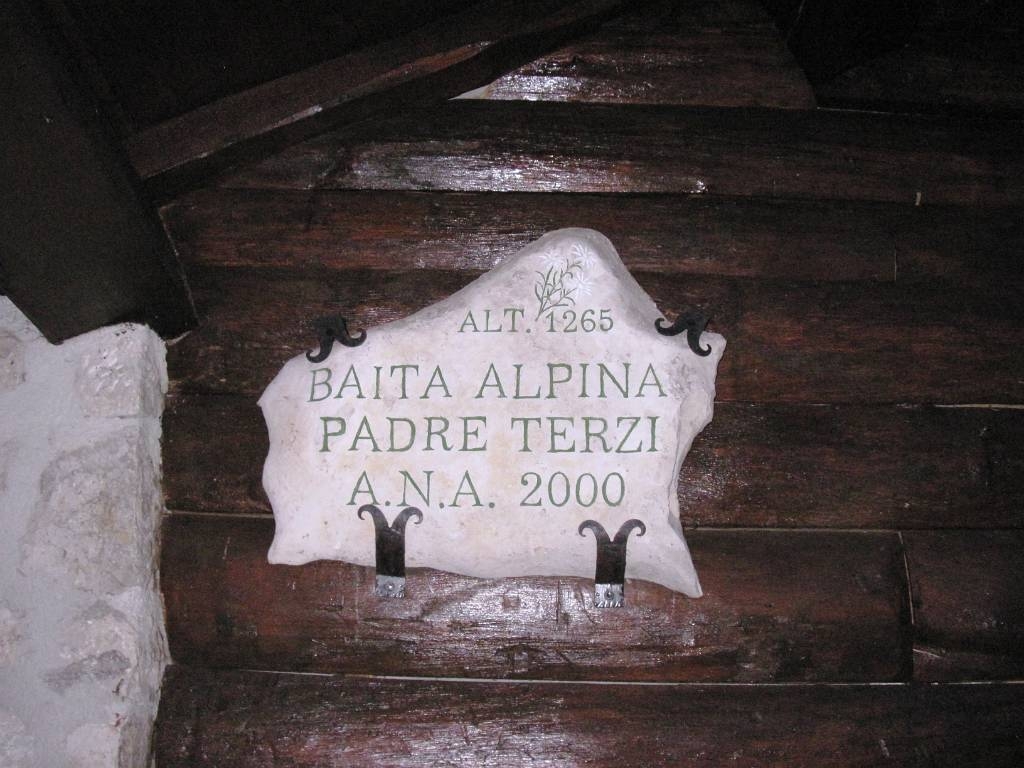 ALT. 1265
BAITA ALPINA
PADRE TERZI
A.N.A. 2000